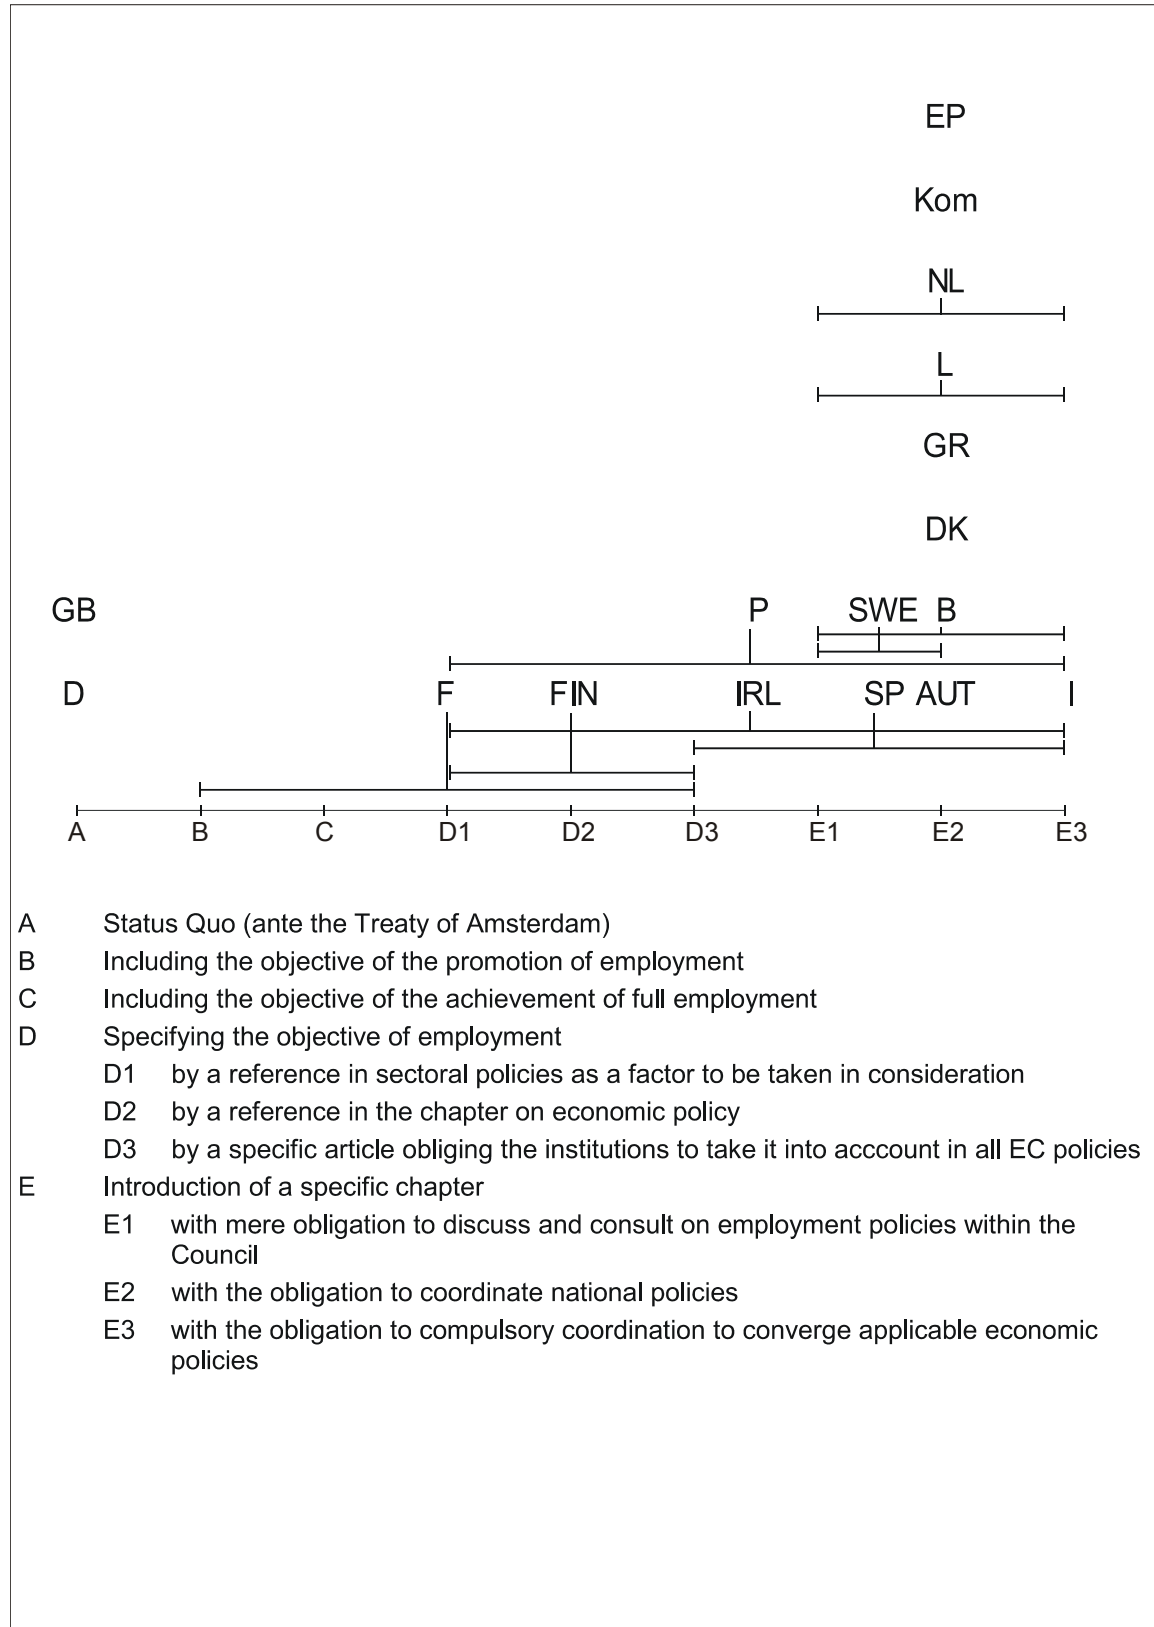 EP
Kom
NL
L
GR
DK
GB P SWE B
D F FIN IRL SP AUT I
A B C D1 D2 D3 E1 E2 E3
A Status Quo (ante the Treaty of Amsterdam)
B Including the objective of the promotion of employment
C Including the objective of the achievement of full employment
D Specifying the objective of employment
D1 by a reference in sectoral policies as a factor to be taken in consideration
D2 by a reference in the chapter on economic policy
D3 by a specific article obliging the institutions to take it into acccount in all EC policies
E Introduction of a specific chapter
E1 with mere obligation to discuss and consult on employment policies within the
Council
E2 with the obligation to coordinate national policies
E3 with the obligation to compulsory coordination to converge applicable economic
policies